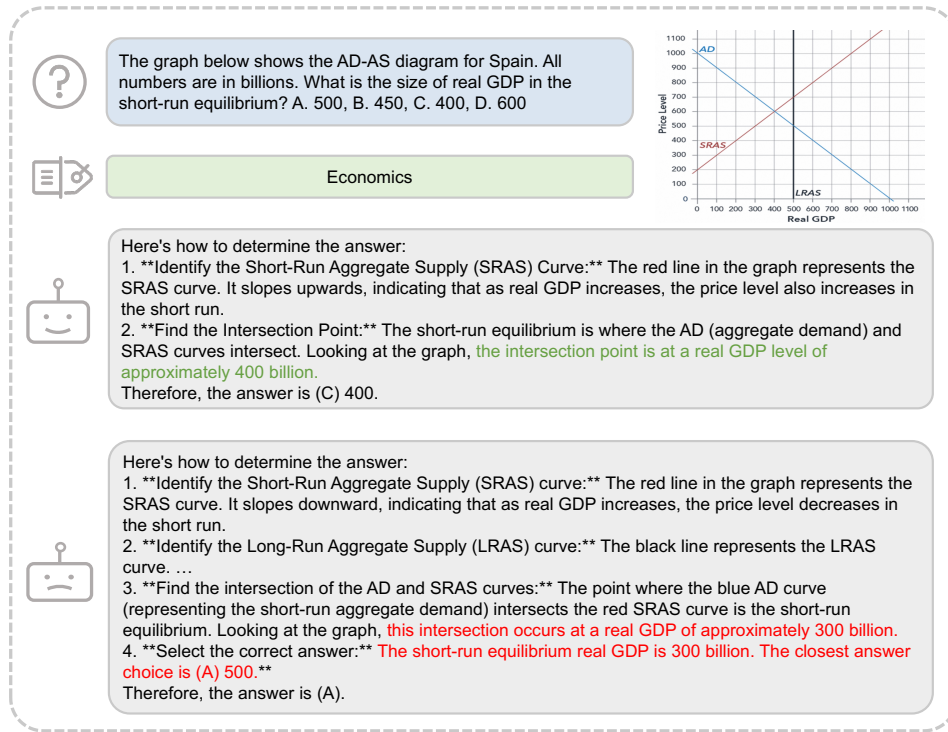 The graph below shows the AD-AS diagram for Spain. All
numbers are in billions. What is the size of real GDP in the
short-run equilibrium? A. 500, B. 450, C. 400, D. 600
1100
1000
900
800
700
600
500
400
300
200
100
0
Price Level
AD
SRAS
LRAS
0 100 200 300 400 500 600 700 800 900 1000 1100
Real GDP
Economics
Here's how to determine the answer:
1. **Identify the Short-Run Aggregate Supply (SRAS) Curve:** The red line in the graph represents the
SRAS curve. It slopes upwards, indicating that as real GDP increases, the price level also increases in
the short run.
2. **Find the Intersection Point:** The short-run equilibrium is where the AD (aggregate demand) and
SRAS curves intersect. Looking at the graph, the intersection point is at a real GDP level of
approximately 400 billion.
Therefore, the answer is (C) 400.
Here's how to determine the answer:
1. **Identify the Short-Run Aggregate Supply (SRAS) curve:** The red line in the graph represents the
SRAS curve. It slopes downward, indicating that as real GDP increases, the price level decreases in
the short run.
2. **Identify the Long-Run Aggregate Supply (LRAS) curve:** The black line represents the LRAS
curve. …
3. **Find the intersection of the AD and SRAS curves:** The point where the blue AD curve
(representing the short-run aggregate demand) intersects the red SRAS curve is the short-run
equilibrium. Looking at the graph, this intersection occurs at a real GDP of approximately 300 billion.
4. **Select the correct answer:** The short-run equilibrium real GDP is 300 billion. The closest answer
choice is (A) 500.**
Therefore, the answer is (A).